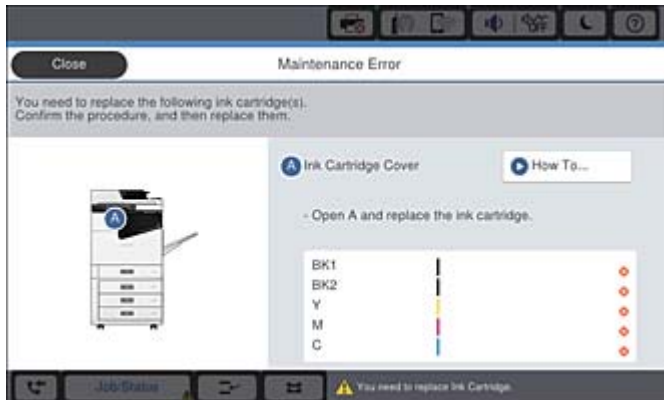 OFF
Close
Maintenance Error
You need to replace the following ink cartridge(s).
Confirm the procedure, and then replace them.
A Ink Cartridge Cover
How To...
A
- Open A and replace the ink cartridge.
BK1
BK2
Y
M
C
Job/Status
You need to replace Ink Cartridge.